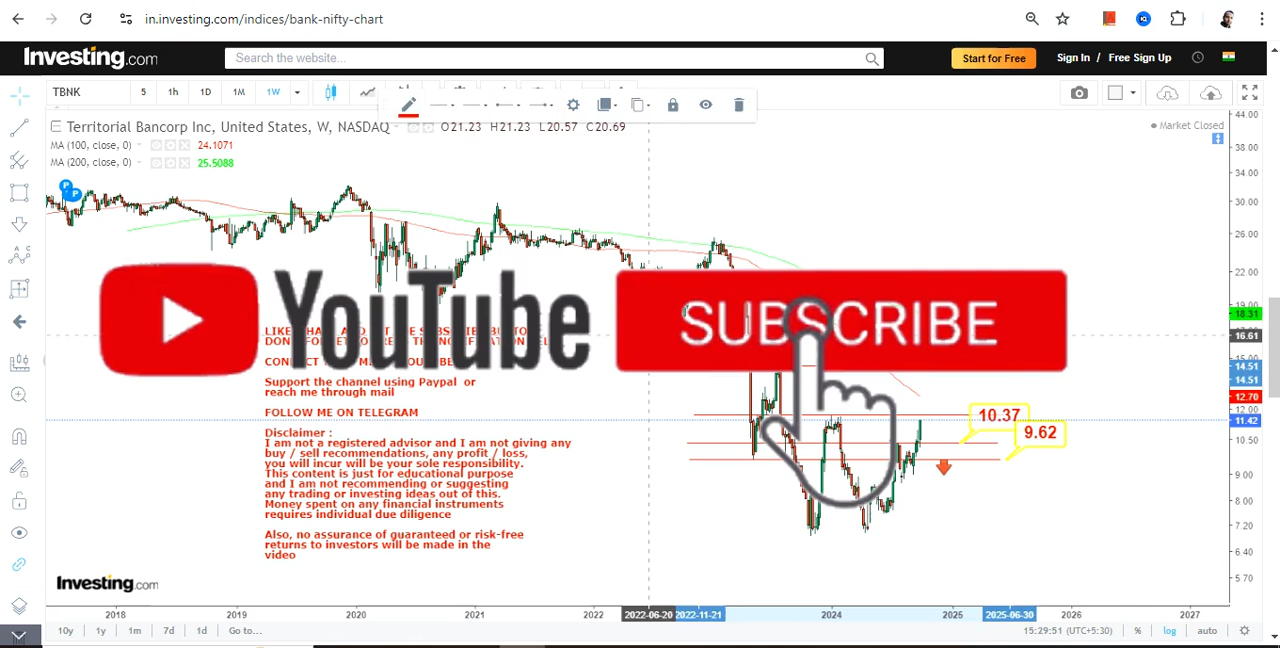 in.investing.com/indices/bank-nifty-chart
Investing.com
Search the website...
Start for Free
Sign In / Free Sign Up
TBNK
5 1h 1D 1M 1W
Territorial Bancorp Inc, United States, W, NASDAQ
O21.23 H21.23 L20.57 C20.69
Market Closed
MA (100, close, 0) 24.1071
MA (200, close, 0) 25.5088
P
P
44.00
38.00
34.00
30.00
26.00
22.00
19.00
18.31
16.61
15.00
14.51
14.51
12.70
12.00
11.42
10.50
9.00
8.00
7.20
6.40
5.70
YouTube
SUBSCRIBE
Support the channel using Paypal or
reach me through mail
FOLLOW ME ON TELEGRAM
Disclaimer :
I am not a registered advisor and I am not giving any
buy / sell recommendations, any profit / loss,
you will incur will be your sole responsibility.
This content is just for educational purpose
and I am not recommending or suggesting
any trading or investing ideas out of this.
Money spent on any financial instruments
requires individual due diligence
Also, no assurance of guaranteed or risk-free
returns to investors will be made in the
video
10.37
9.62
Investing.com
2018 2019 2020 2021 2022 2022-06-20 2022-11-21 2024 2025 2025-06-30 2026 2027
10y 1y 1m 7d 1d Go to...
15:29:51 (UTC+5:30) % log auto